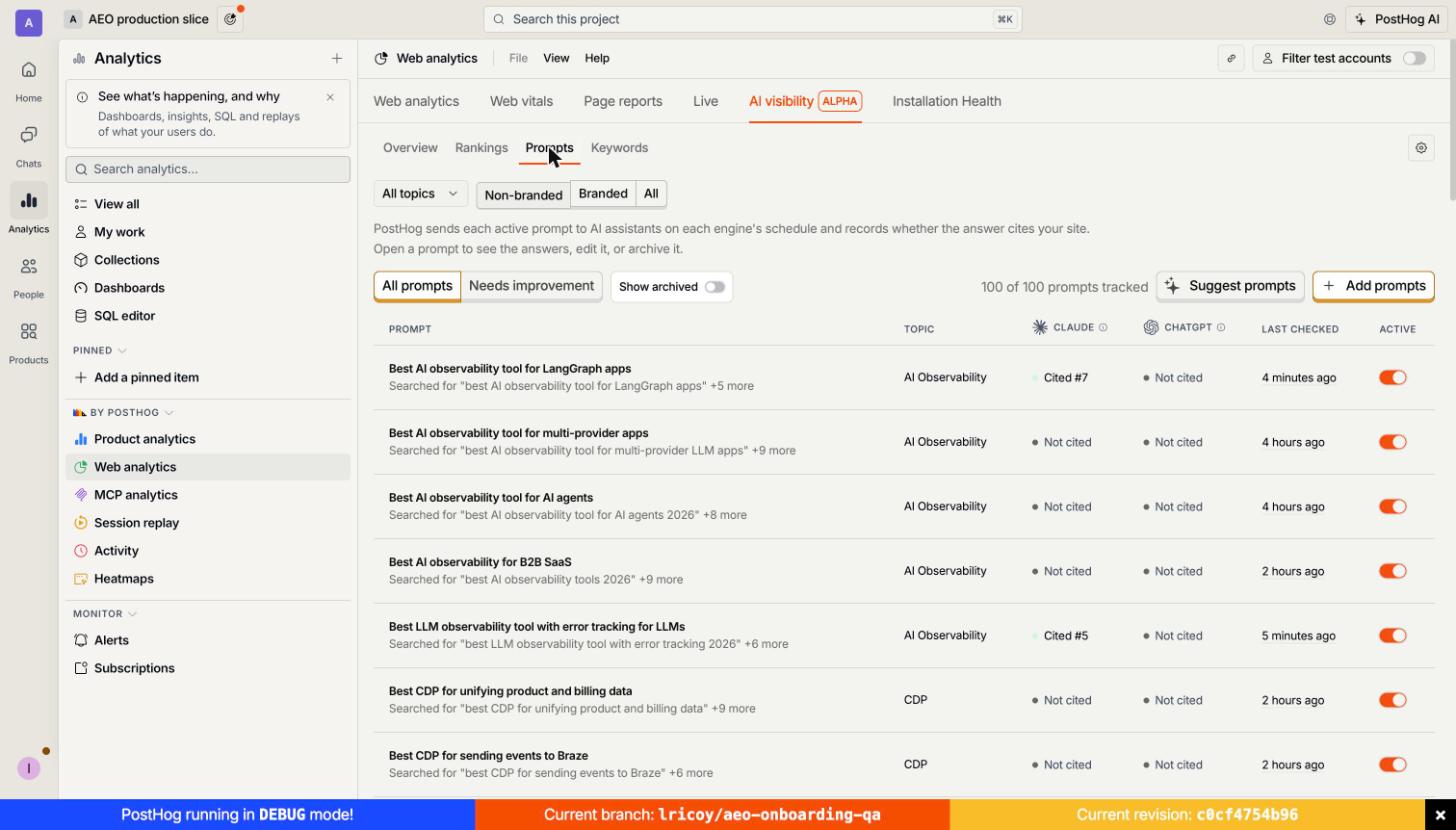 A
A AEO production slice
Search this project
⌘K
PostHog AI
Home
Chats
Analytics
People
Products
I
Analytics
See what's happening, and why
Dashboards, insights, SQL and replays
of what your users do.
Search analytics...
View all
My work
Collections
Dashboards
SQL editor
PINNED
Add a pinned item
BY POSTHOG
Product analytics
Web analytics
MCP analytics
Session replay
Activity
Heatmaps
MONITOR
Alerts
Subscriptions
Web analytics File View Help
Filter test accounts
Web analytics Web vitals Page reports Live AI visibility ALPHA Installation Health
Overview Rankings Prompts Keywords
All topics Non-branded Branded All
PostHog sends each active prompt to AI assistants on each engine's schedule and records whether the answer cites your site.
Open a prompt to see the answers, edit it, or archive it.
All prompts Needs improvement Show archived 100 of 100 prompts tracked Suggest prompts Add prompts
PROMPT TOPIC CLAUDE CHATGPT LAST CHECKED ACTIVE
Best AI observability tool for LangGraph apps
Searched for "best AI observability tool for LangGraph apps" +5 more
AI Observability Cited #7 Not cited 4 minutes ago
Best AI observability tool for multi-provider apps
Searched for "best AI observability tool for multi-provider LLM apps" +9 more
AI Observability Not cited Not cited 4 hours ago
Best AI observability tool for AI agents
Searched for "best AI observability tool for AI agents 2026" +8 more
AI Observability Not cited Not cited 4 hours ago
Best AI observability for B2B SaaS
Searched for "best AI observability tools 2026" +9 more
AI Observability Not cited Not cited 2 hours ago
Best LLM observability tool with error tracking for LLMs
Searched for "best LLM observability tool with error tracking 2026" +6 more
AI Observability Cited #5 Not cited 5 minutes ago
Best CDP for unifying product and billing data
Searched for "best CDP for unifying product and billing data" +9 more
CDP Not cited Not cited 2 hours ago
Best CDP for sending events to Braze
Searched for "best CDP for sending events to Braze" +6 more
CDP Not cited Not cited 2 hours ago
PostHog running in DEBUG mode! Current branch: lricoy/aeo-onboarding-qa Current revision: c0cf4754b96